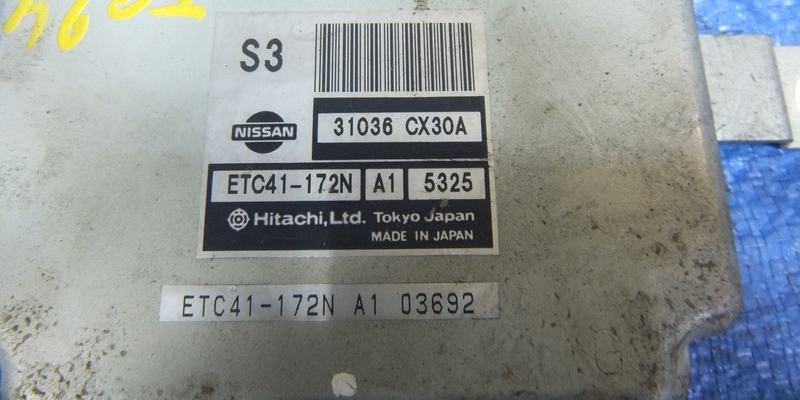 S3
NISSAN
31036 CX30A
ETC41-172N A1 5325
Hitachi, Ltd. Tokyo Japan
MADE IN JAPAN
ETC41-172N A1 03692